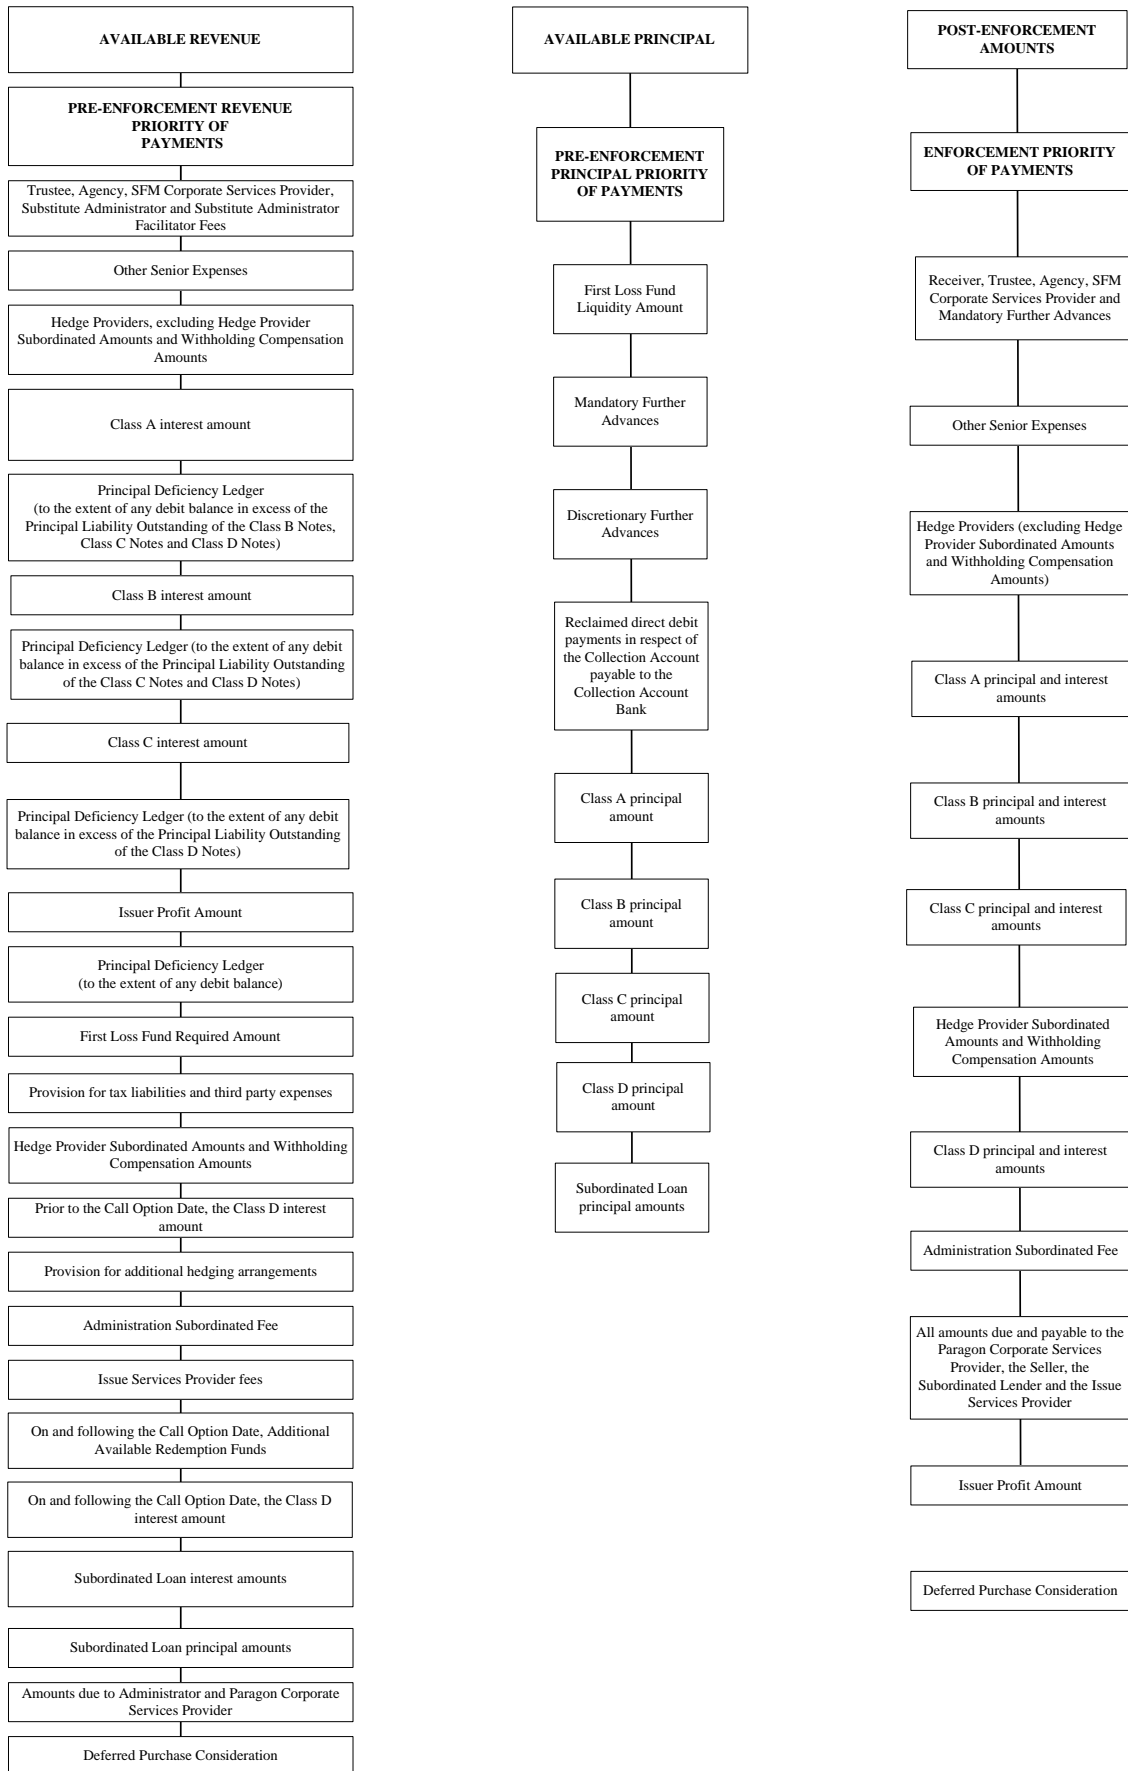 AVAILABLE REVENUE
PRE-ENFORCEMENT REVENUE
PRIORITY OF
PAYMENTS
Trustee, Agency, SFM Corporate Services Provider,
Substitute Administrator and Substitute Administrator
Facilitator Fees
Other Senior Expenses
Hedge Providers, excluding Hedge Provider
Subordinated Amounts and Withholding Compensation
Amounts
Class A interest amount
Principal Deficiency Ledger
(to the extent of any debit balance in excess of the
Principal Liability Outstanding of the Class B Notes,
Class C Notes and Class D Notes)
Class B interest amount
Principal Deficiency Ledger (to the extent of any debit
balance in excess of the Principal Liability Outstanding
of the Class C Notes and Class D Notes)
Class C interest amount
Principal Deficiency Ledger (to the extent of any debit
balance in excess of the Principal Liability Outstanding
of the Class D Notes)
Issuer Profit Amount
Principal Deficiency Ledger
(to the extent of any debit balance)
First Loss Fund Required Amount
Provision for tax liabilities and third party expenses
Hedge Provider Subordinated Amounts and Withholding
Compensation Amounts
Prior to the Call Option Date, the Class D interest
amount
Provision for additional hedging arrangements
Administration Subordinated Fee
Issue Services Provider fees
On and following the Call Option Date, Additional
Available Redemption Funds
On and following the Call Option Date, the Class D
interest amount
Subordinated Loan interest amounts
Subordinated Loan principal amounts
Amounts due to Administrator and Paragon Corporate
Services Provider
Deferred Purchase Consideration
AVAILABLE PRINCIPAL
PRE-ENFORCEMENT
PRINCIPAL PRIORITY
OF PAYMENTS
First Loss Fund
Liquidity Amount
Mandatory Further
Advances
Discretionary Further
Advances
Reclaimed direct debit
payments in respect of
the Collection Account
payable to the
Collection Account
Bank
Class A principal
amount
Class B principal
amount
Class C principal
amount
Class D principal
amount
Subordinated Loan
principal amounts
POST-ENFORCEMENT
AMOUNTS
ENFORCEMENT PRIORITY
OF PAYMENTS
Receiver, Trustee, Agency, SFM
Corporate Services Provider and
Mandatory Further Advances
Other Senior Expenses
Hedge Providers (excluding Hedge
Provider Subordinated Amounts
and Withholding Compensation
Amounts)
Class A principal and interest
amounts
Class B principal and interest
amounts
Class C principal and interest
amounts
Hedge Provider Subordinated
Amounts and Withholding
Compensation Amounts
Class D principal and interest
amounts
Administration Subordinated Fee
All amounts due and payable to the
Paragon Corporate Services
Provider, the Seller, the
Subordinated Lender and the Issue
Services Provider
Issuer Profit Amount
Deferred Purchase Consideration